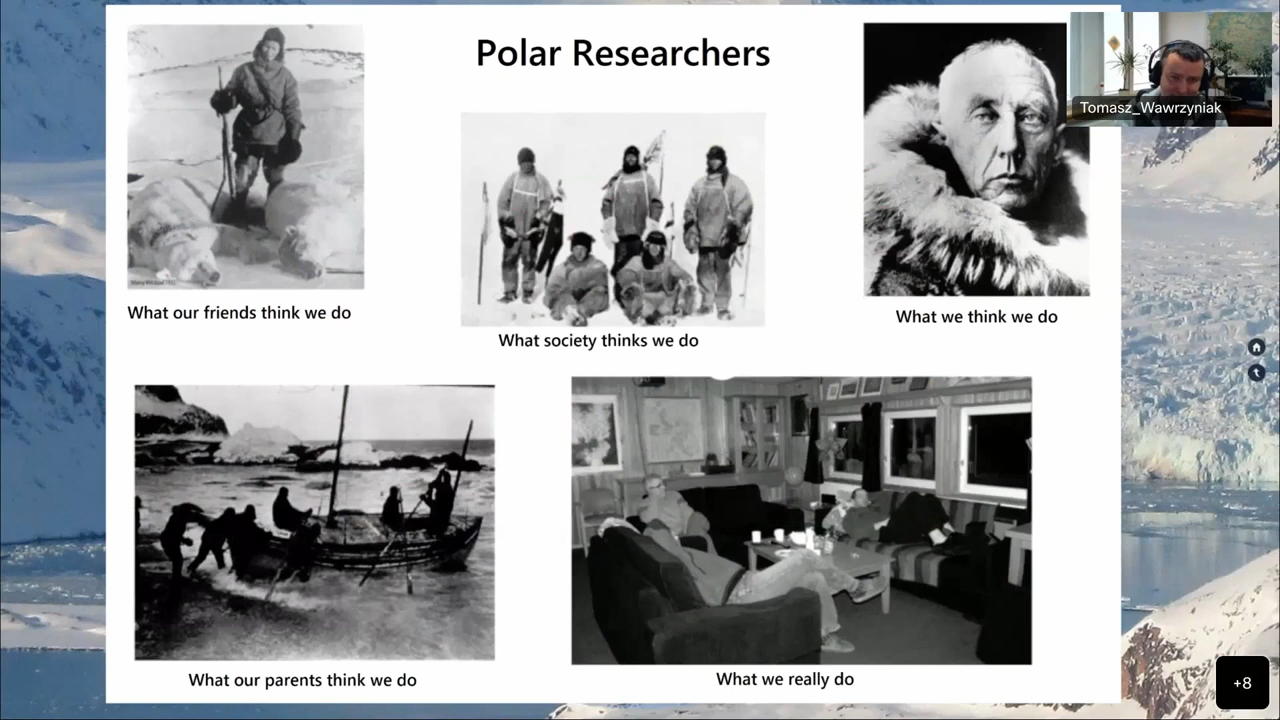 Polar Researchers
Tomasz_Wawrzyniak
What our friends think we do
What society thinks we do
What we think we do
What our parents think we do
What we really do
+8